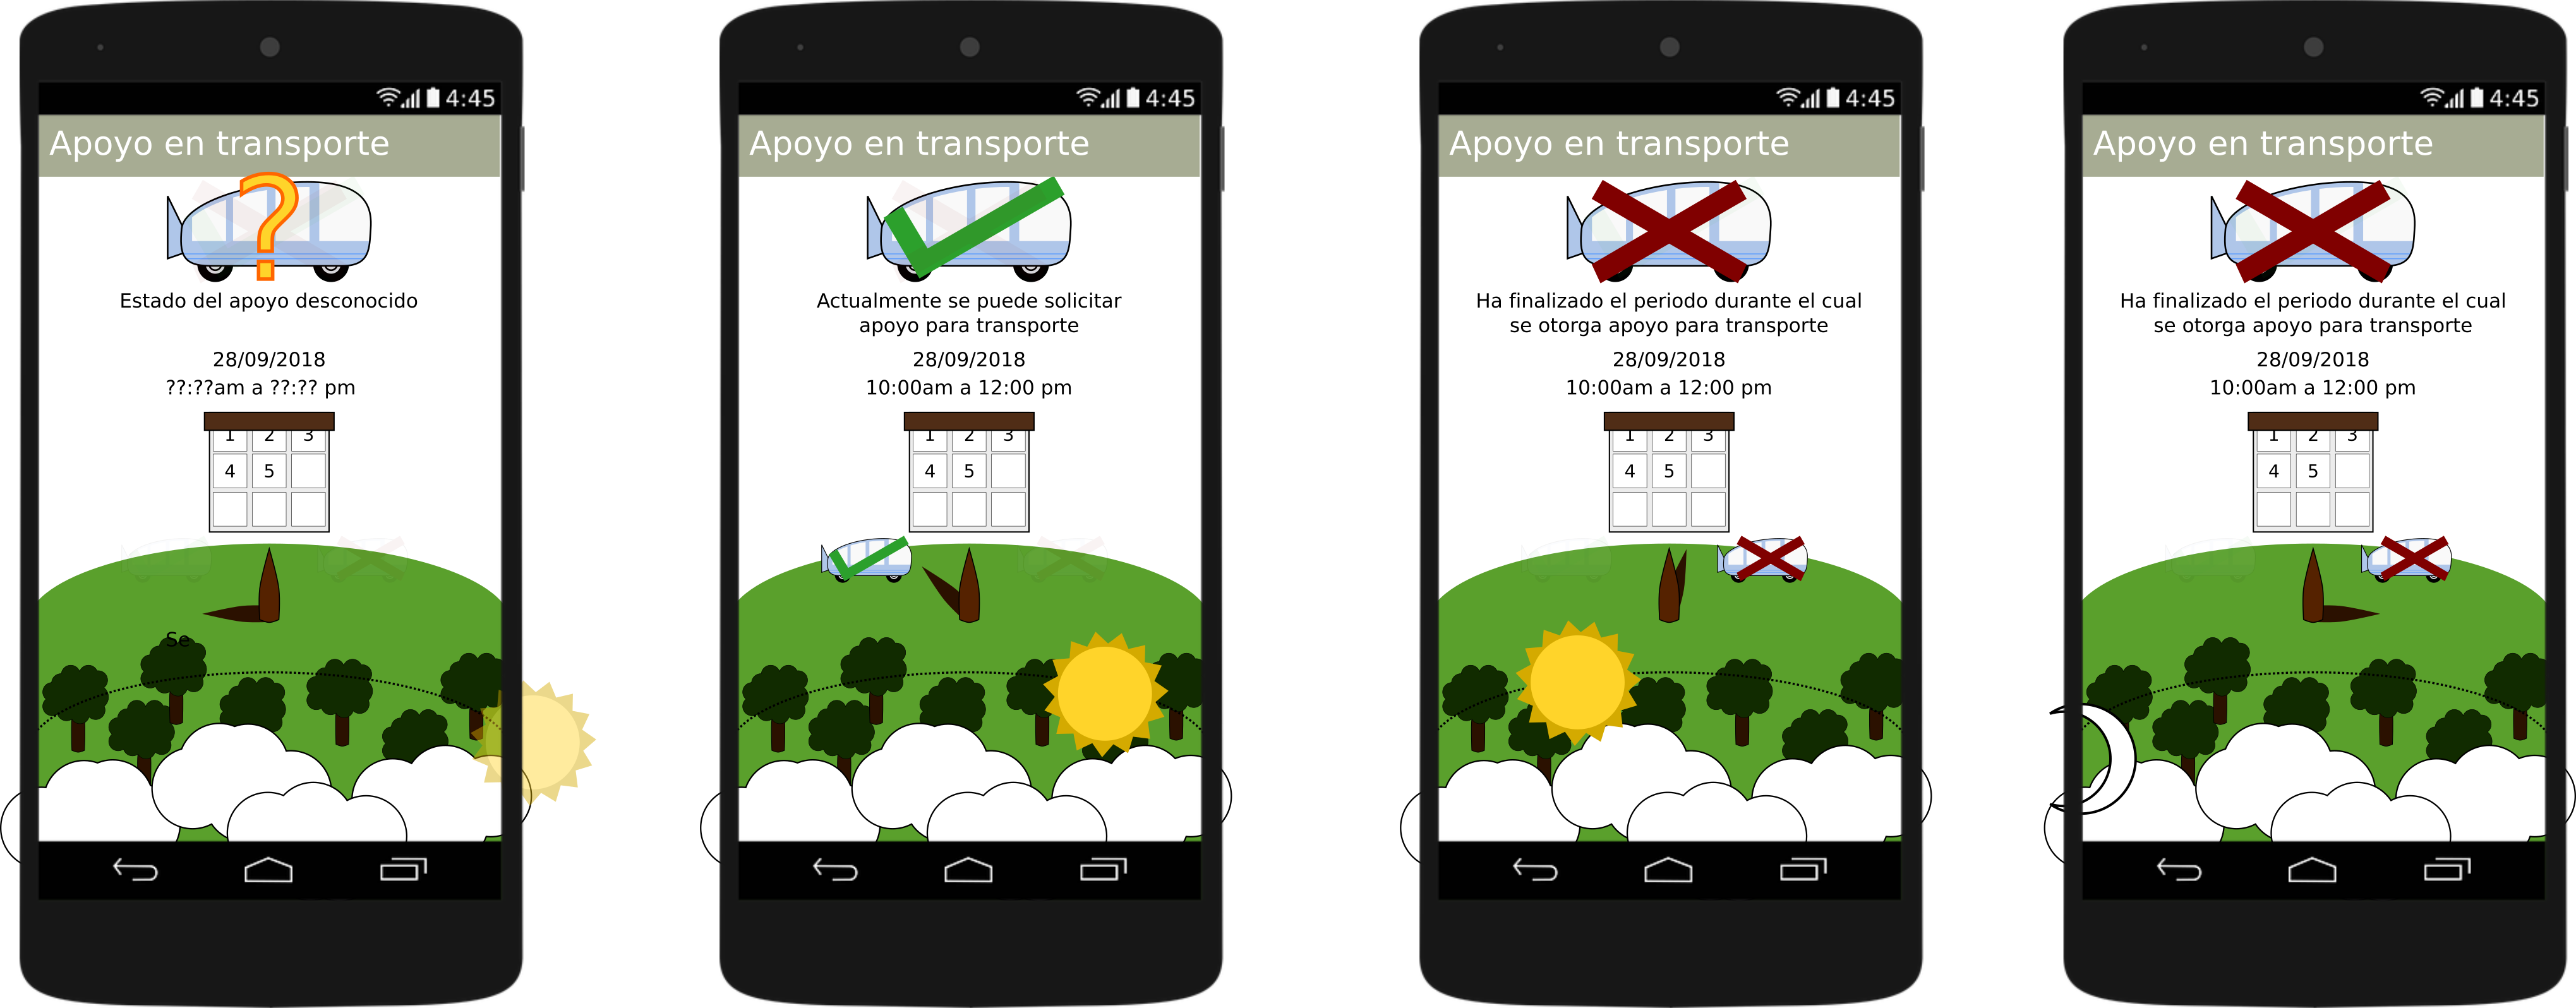 4:45
Apoyo en transporte
?
Estado del apoyo desconocido
28/09/2018
??:??am a ??:?? pm
1 2 3
4 5
Se
4:45
Apoyo en transporte
Actualmente se puede solicitar
apoyo para transporte
28/09/2018
10:00am a 12:00 pm
1 2 3
4 5
4:45
Apoyo en transporte
Ha finalizado el periodo durante el cual
se otorga apoyo para transporte
28/09/2018
10:00am a 12:00 pm
1 2 3
4 5
4:45
Apoyo en transporte
Ha finalizado el periodo durante el cual
se otorga apoyo para transporte
28/09/2018
10:00am a 12:00 pm
1 2 3
4 5